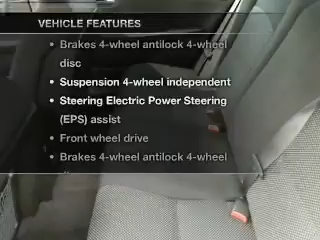 VEHICLE FEATURES
• Brakes 4-wheel antilock 4-wheel
disc
• Suspension 4-wheel independent
• Steering Electric Power Steering
(EPS) assist
• Front wheel drive
• Brakes 4-wheel antilock 4-wheel